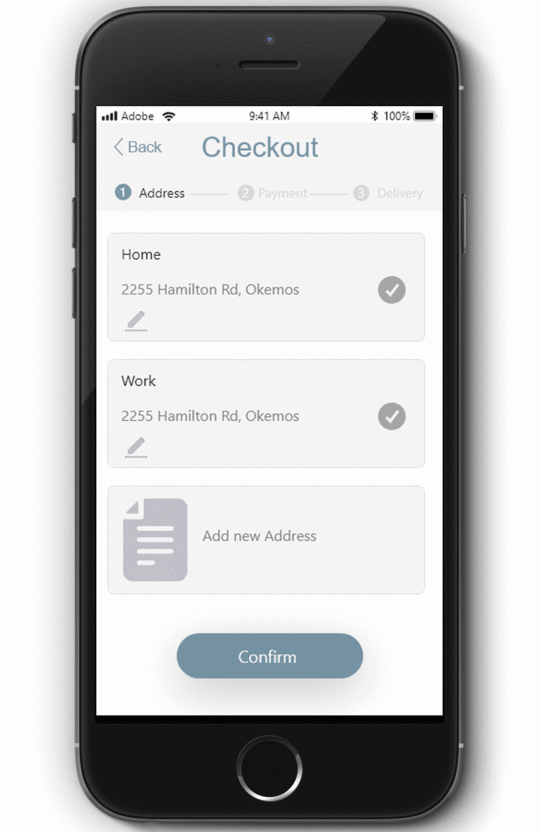 Adobe 9:41 AM 100%
Back Checkout
1 Address 2 Payment 3 Delivery
Home
2255 Hamilton Rd, Okemos
Work
2255 Hamilton Rd, Okemos
Add new Address
Confirm